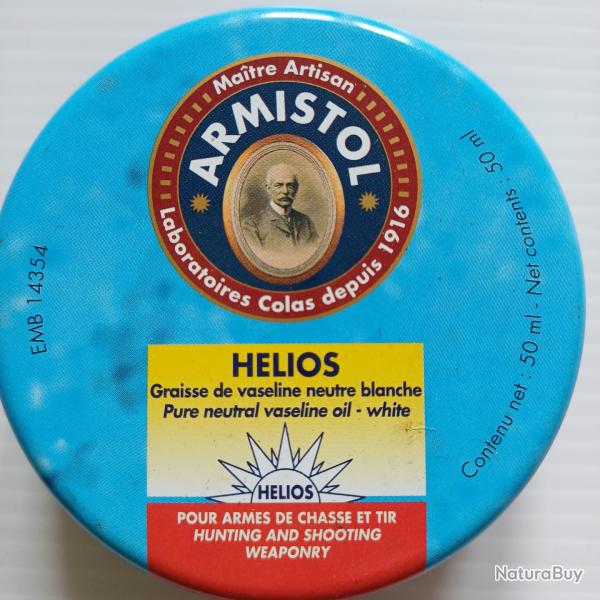 Maître Artisan
ARMISTOL
Laboratoires Colas depuis 1916
EMB 14354
Contenu net : 50 ml - Net contents : 50 ml
HELIOS
Graisse de vaseline neutre blanche
Pure neutral vaseline oil - white
HELIOS
POUR ARMES DE CHASSE ET TIR
HUNTING AND SHOOTING
WEAPONRY
NaturaBuy